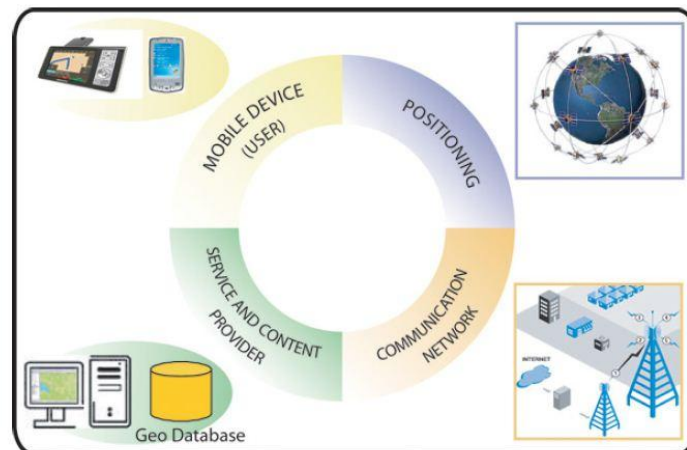 MOBILE DEVICE
(USER)
POSITIONING
SERVICE AND CONTENT
PROVIDER
COMMUNICATION
NETWORK
INTERNET
Geo Database